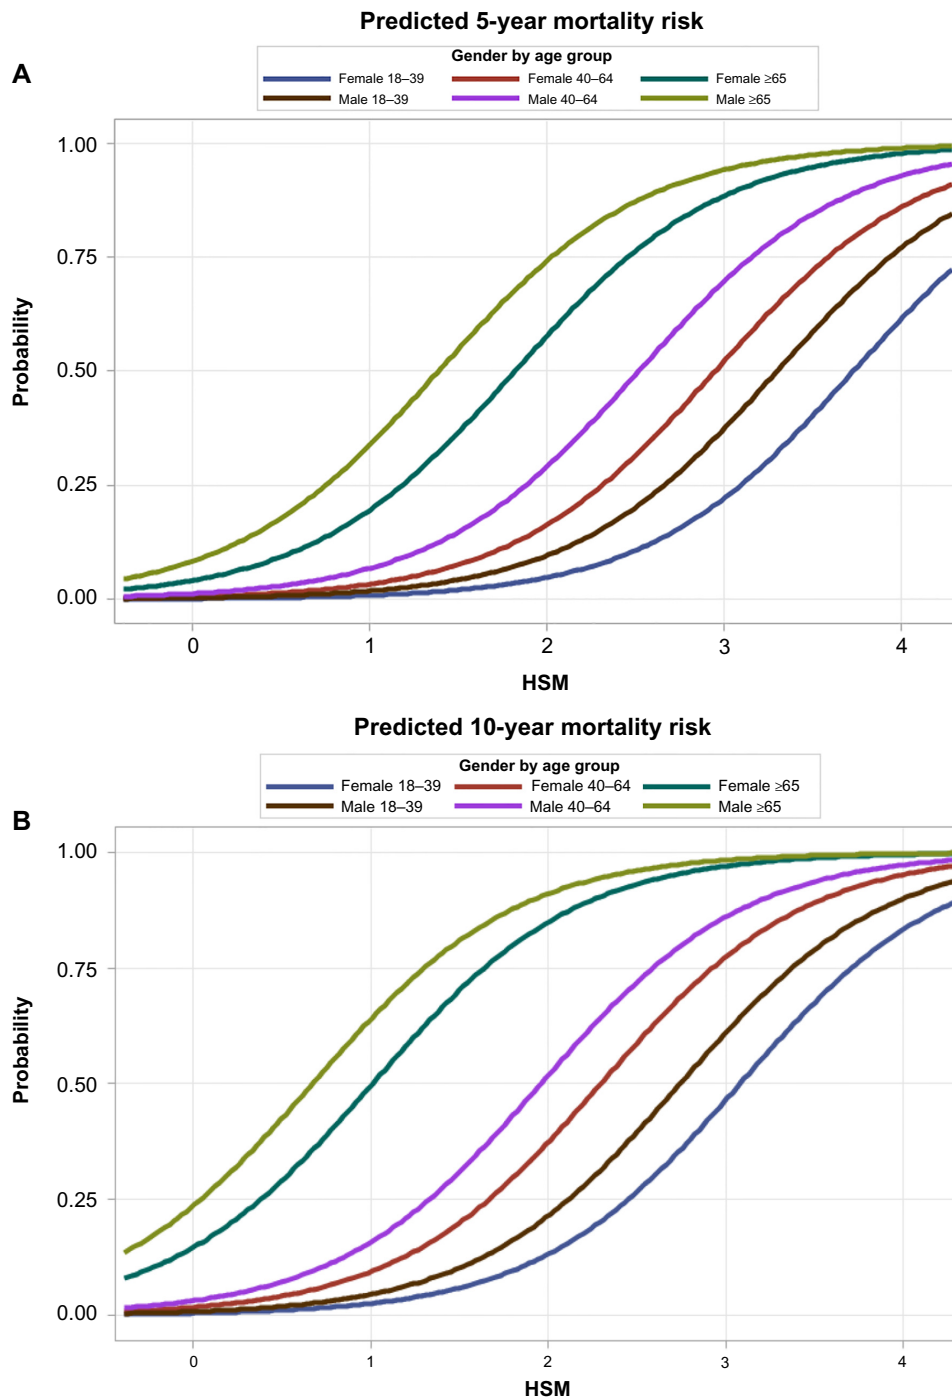 Predicted 5-year mortality risk
A
Gender by age group
Female 18–39 Female 40–64 Female ≥65
Male 18–39 Male 40–64 Male ≥65
1.00
0.75
0.50
0.25
0.00
Probability
0 1 2 3 4
HSM
Predicted 10-year mortality risk
B
Gender by age group
Female 18–39 Female 40–64 Female ≥65
Male 18–39 Male 40–64 Male ≥65
1.00
0.75
0.50
0.25
0.00
Probability
0 1 2 3 4
HSM